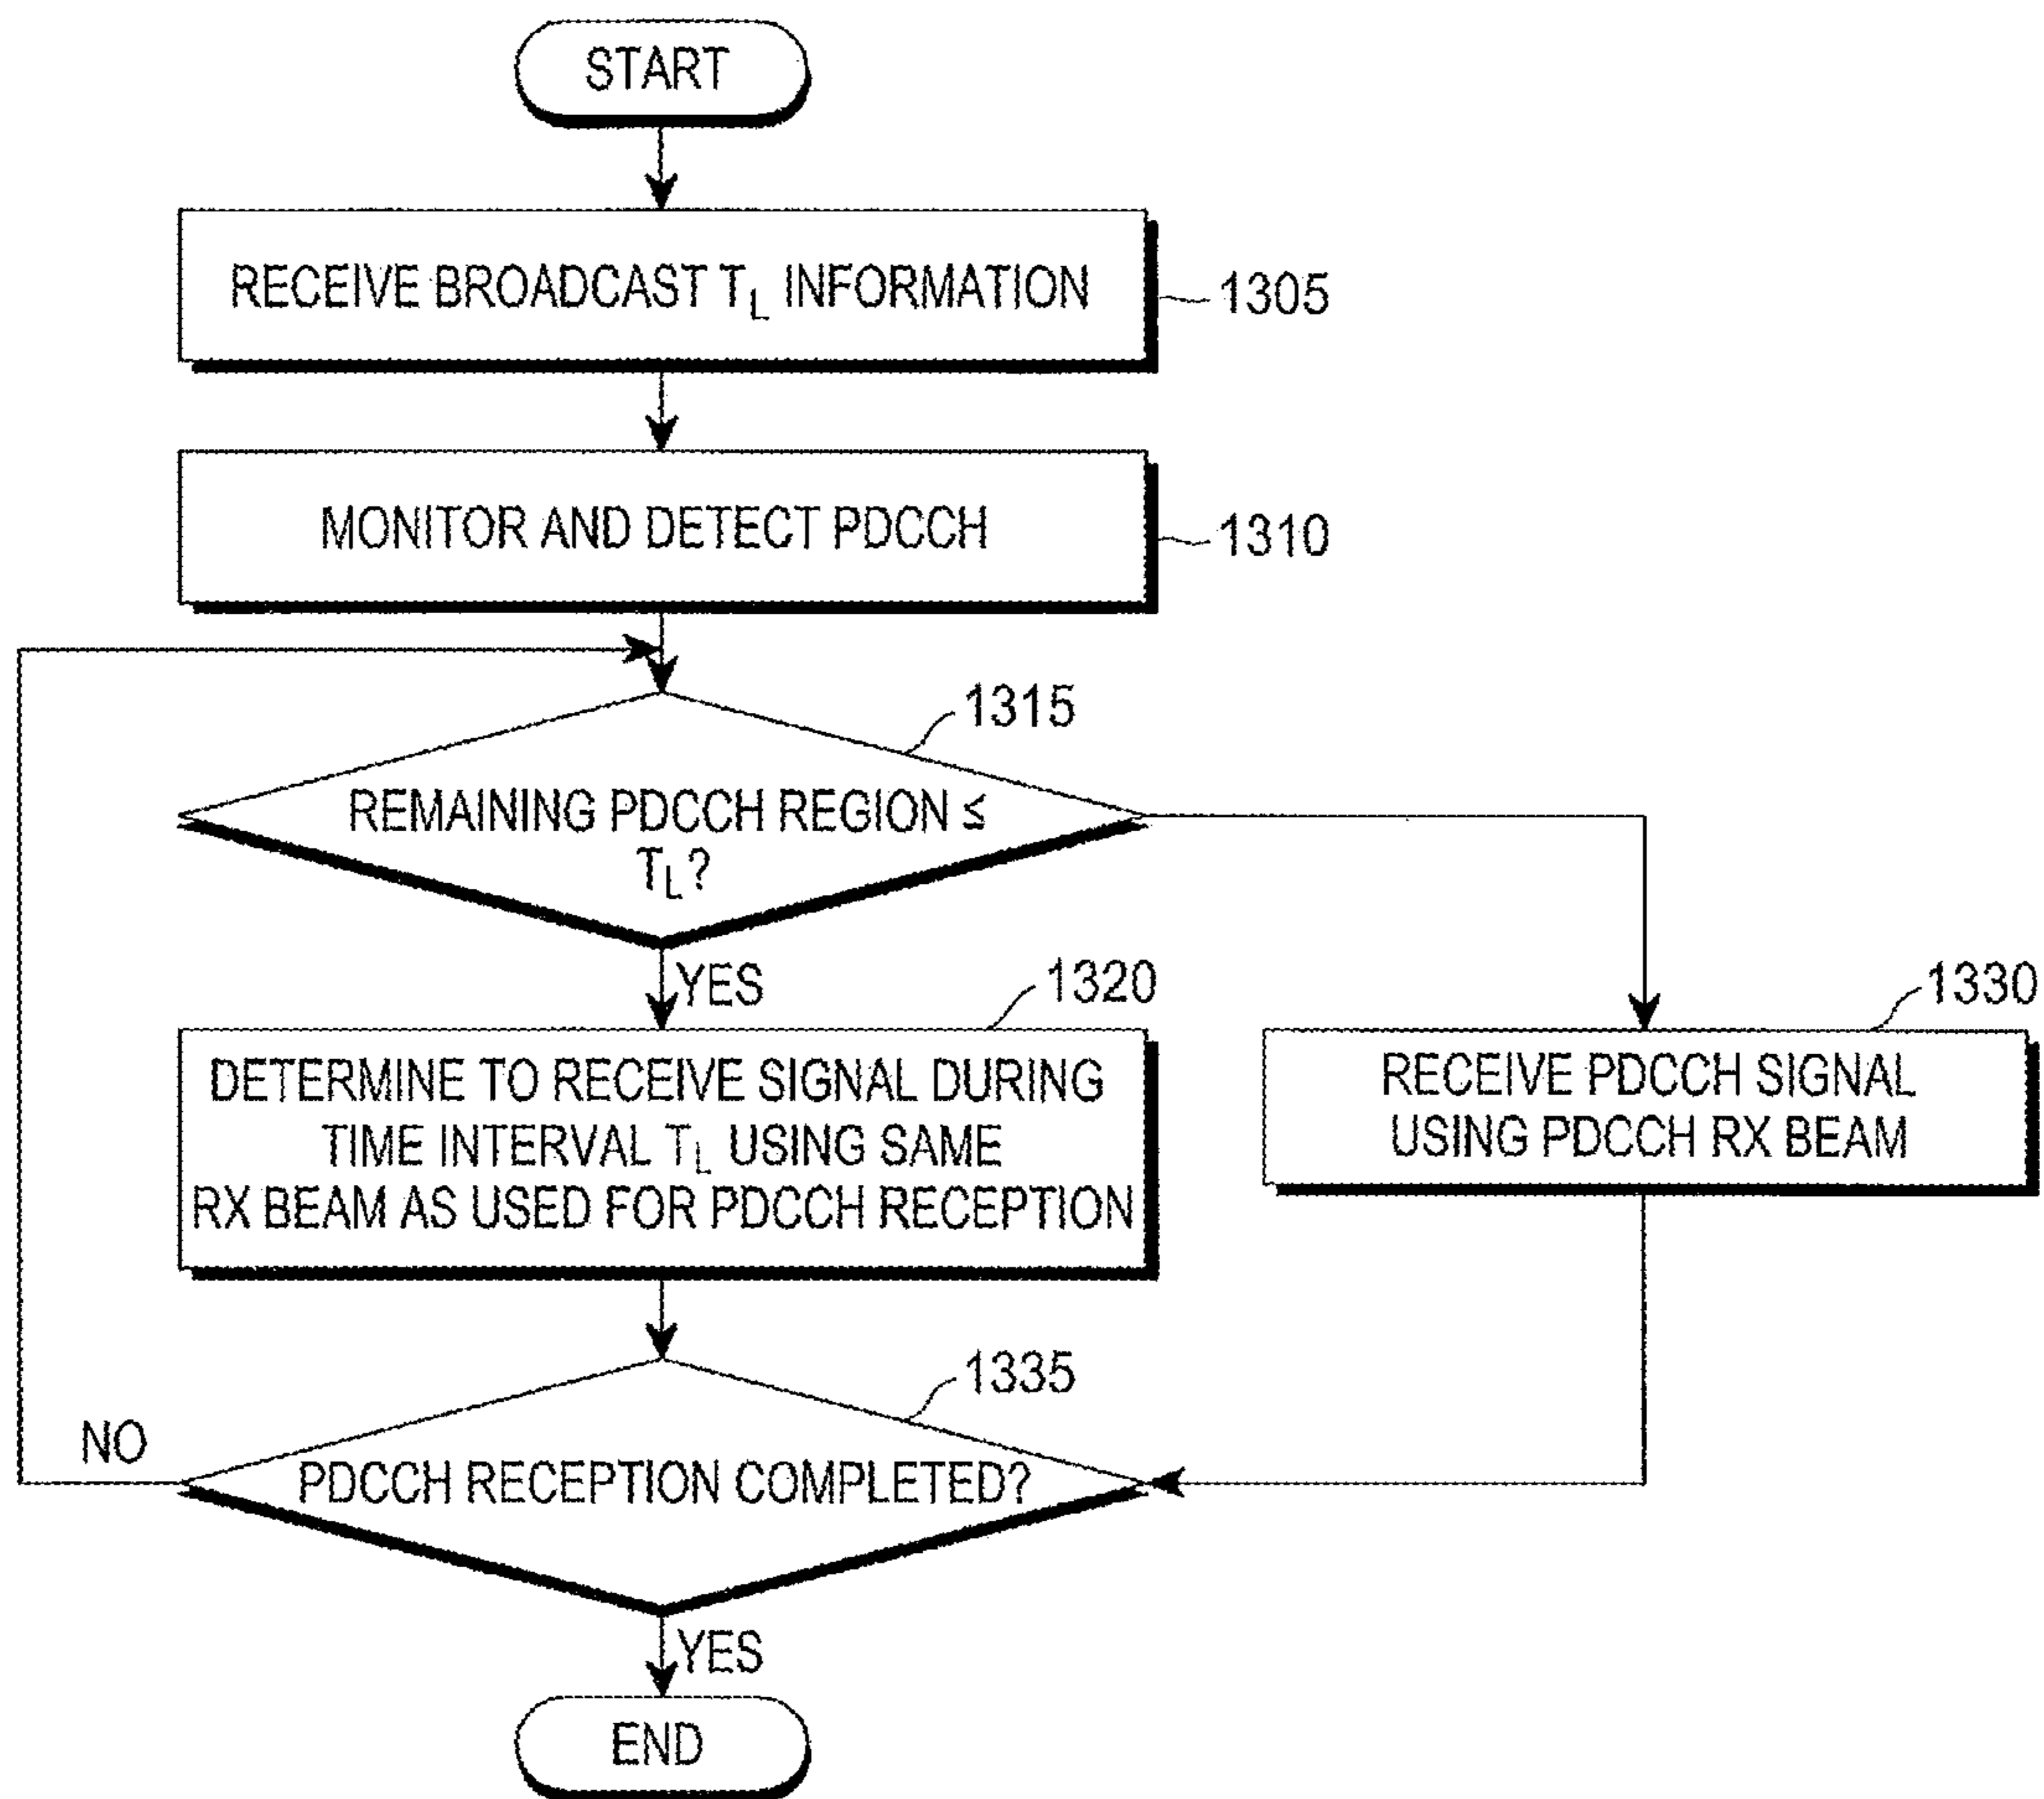 START
RECEIVE BROADCAST TL INFORMATION
1305
MONITOR AND DETECT PDCCH
1310
1315
REMAINING PDCCH REGION ≤
TL?
YES
1320
DETERMINE TO RECEIVE SIGNAL DURING
TIME INTERVAL TL USING SAME
RX BEAM AS USED FOR PDCCH RECEPTION
1330
RECEIVE PDCCH SIGNAL
USING PDCCH RX BEAM
1335
NO
PDCCH RECEPTION COMPLETED?
YES
END